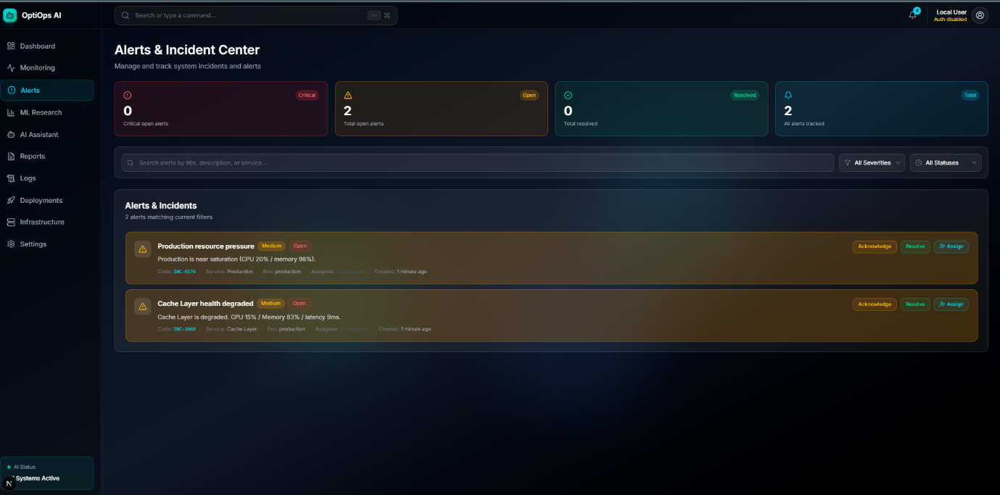 OptiOps AI
Search or type a command...
⌘K ⌘
4
Local User
Auth disabled
Dashboard
Monitoring
Alerts
ML Research
AI Assistant
Reports
Logs
Deployments
Infrastructure
Settings
Alerts & Incident Center
Manage and track system incidents and alerts
Critical
0
Critical open alerts
Open
2
Total open alerts
Resolved
0
Total resolved
Total
2
All alerts tracked
Search alerts by title, description, or service...
All Severities
All Statuses
Alerts & Incidents
2 alerts matching current filters
Production resource pressure Medium Open
Acknowledge Resolve Assign
Production is near saturation (CPU 20% / memory 98%).
Code: INC-9176 Service: Production Env: production Assignee: Unassigned Created: 1 minute ago
Cache Layer health degraded Medium Open
Acknowledge Resolve Assign
Cache Layer is degraded. CPU 15% / Memory 83% / latency 9ms.
Code: INC-1068 Service: Cache Layer Env: production Assignee: Unassigned Created: 1 minute ago
AI Status
Systems Active
N